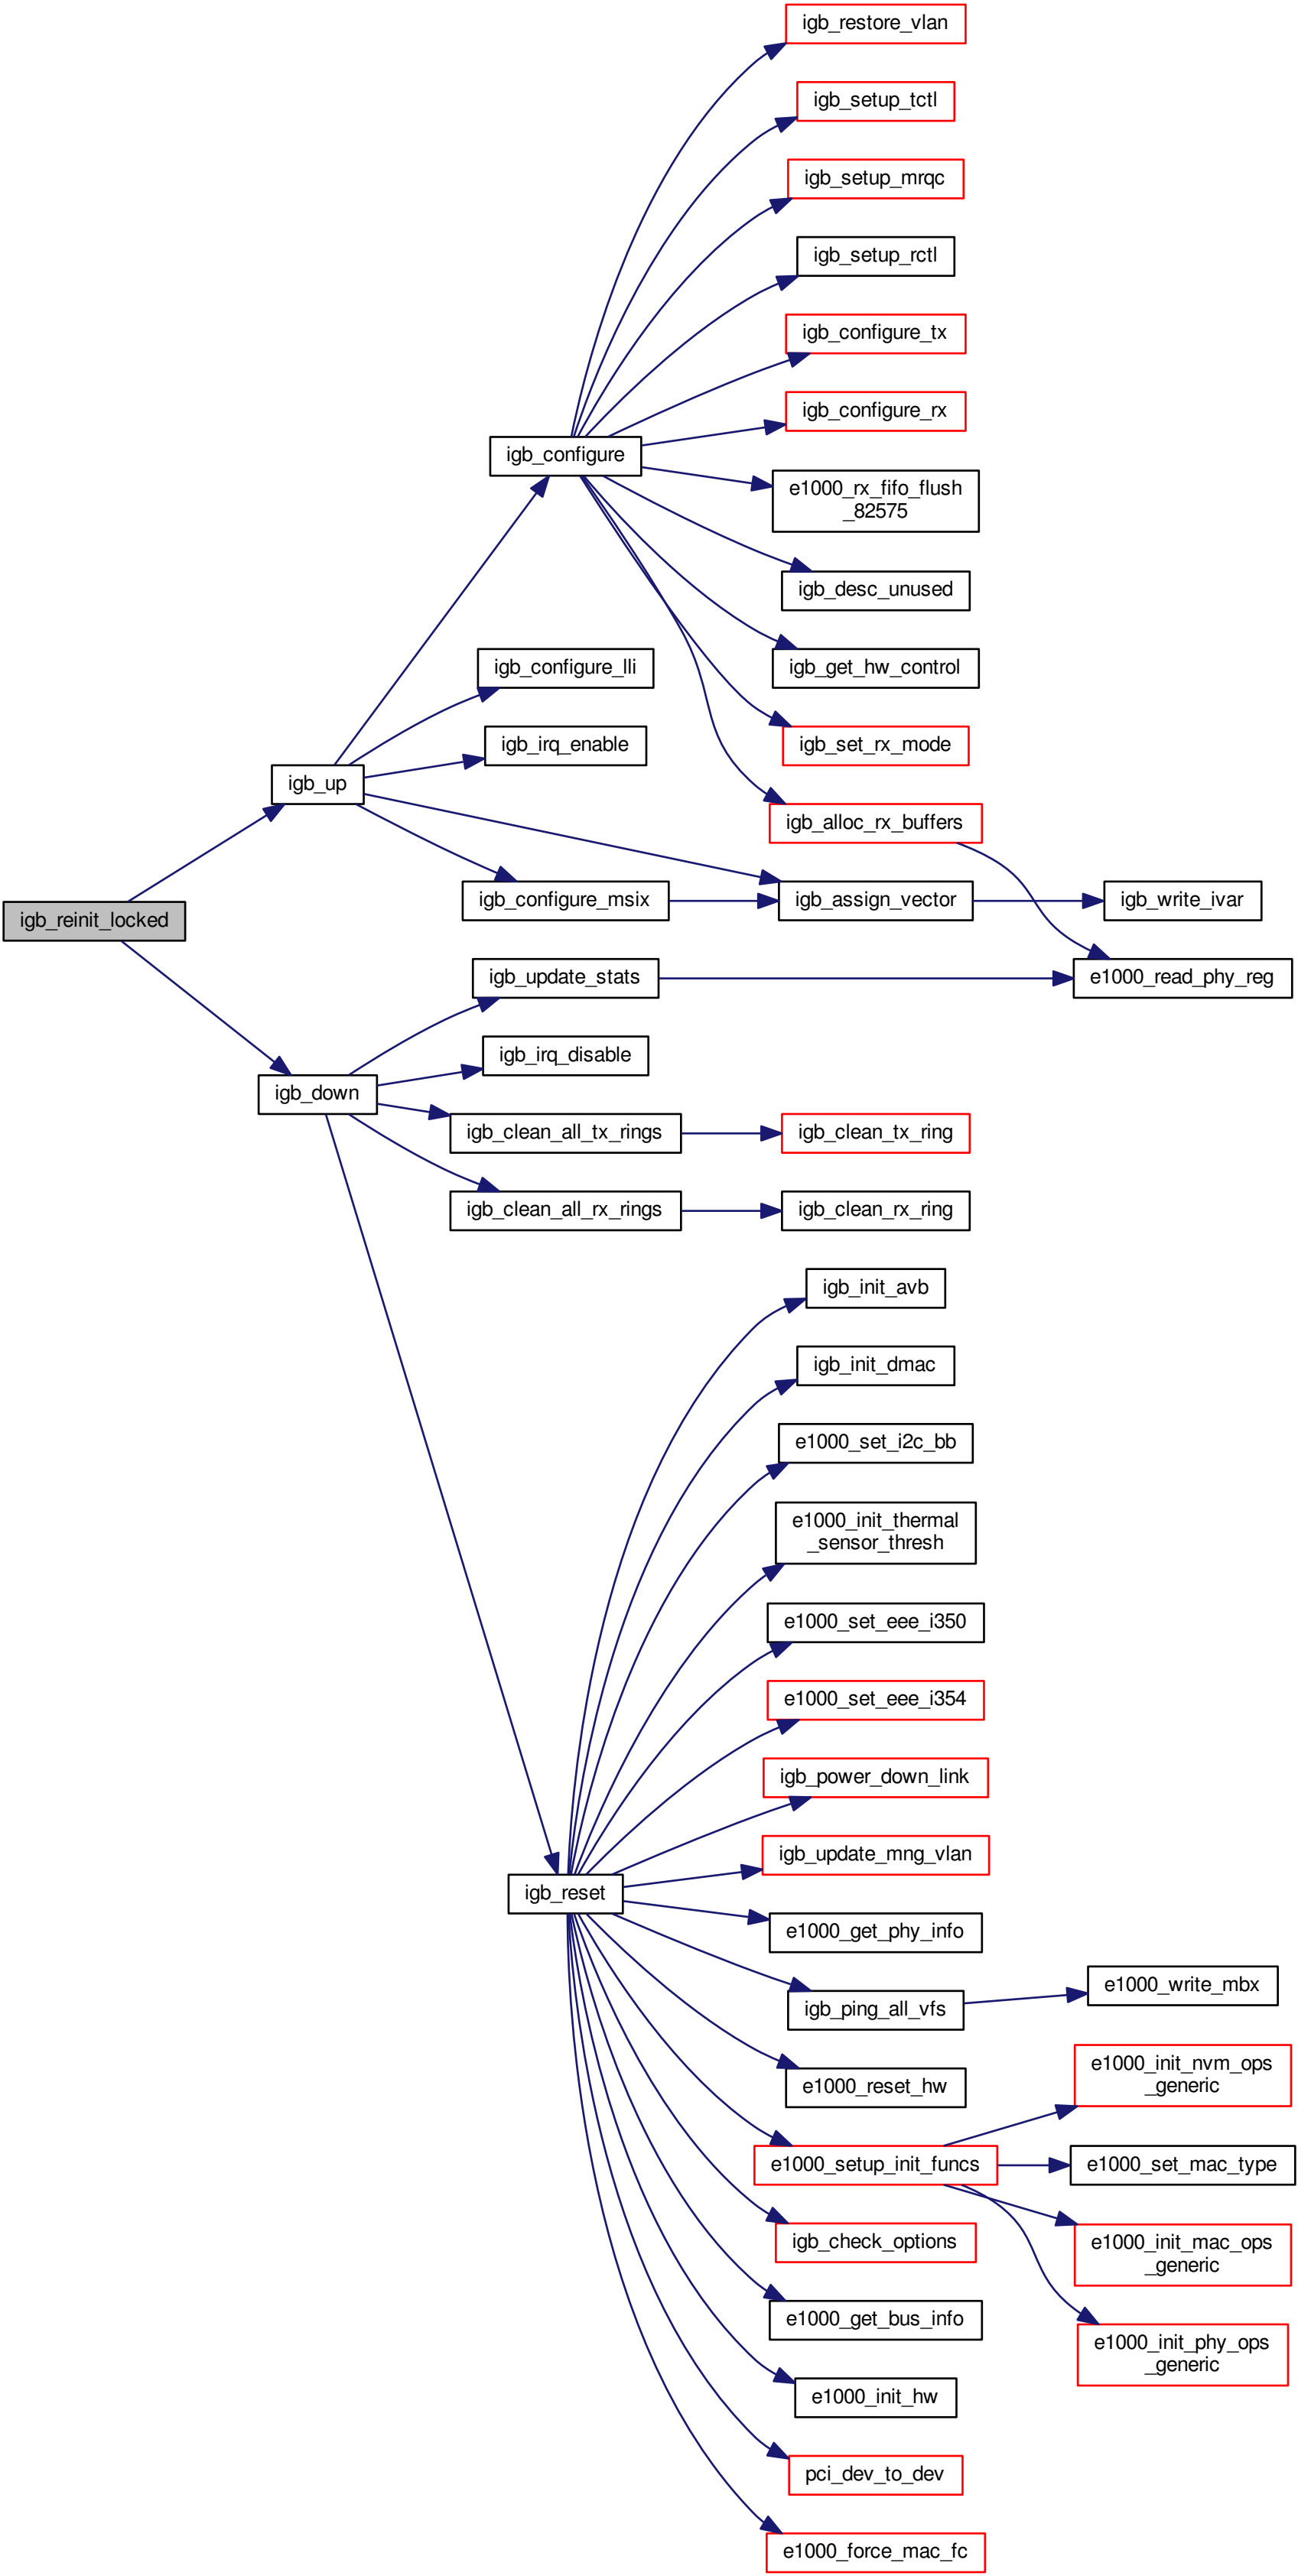 igb_restore_vlan
igb_setup_tctl
igb_setup_mrqc
igb_setup_rctl
igb_configure_tx
igb_configure_rx
igb_configure
e1000_rx_fifo_flush
_82575
igb_desc_unused
igb_configure_lli
igb_get_hw_control
igb_irq_enable
igb_set_rx_mode
igb_up
igb_alloc_rx_buffers
igb_reinit_locked
igb_configure_msix
igb_assign_vector
igb_write_ivar
igb_update_stats
e1000_read_phy_reg
igb_irq_disable
igb_down
igb_clean_all_tx_rings
igb_clean_tx_ring
igb_clean_all_rx_rings
igb_clean_rx_ring
igb_init_avb
igb_init_dmac
e1000_set_i2c_bb
e1000_init_thermal
_sensor_thresh
e1000_set_eee_i350
e1000_set_eee_i354
igb_power_down_link
igb_update_mng_vlan
igb_reset
e1000_get_phy_info
igb_ping_all_vfs
e1000_write_mbx
e1000_reset_hw
e1000_init_nvm_ops
_generic
e1000_setup_init_funcs
e1000_set_mac_type
igb_check_options
e1000_init_mac_ops
_generic
e1000_get_bus_info
e1000_init_phy_ops
_generic
e1000_init_hw
pci_dev_to_dev
e1000_force_mac_fc